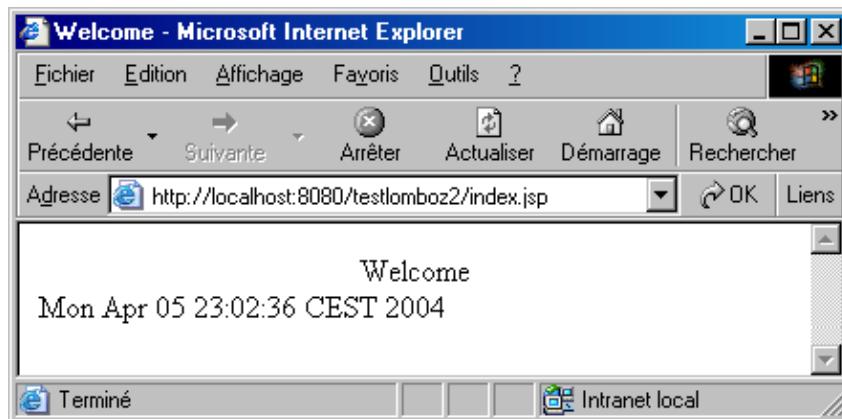 Welcome - Microsoft Internet Explorer
Fichier Edition Affichage Favoris Outils ?
Précédente Suivante Arrêter Actualiser Démarrage Rechercher »
Adresse http://localhost:8080/testlomboz2/index.jsp OK Liens
Welcome
Mon Apr 05 23:02:36 CEST 2004
Terminé Intranet local